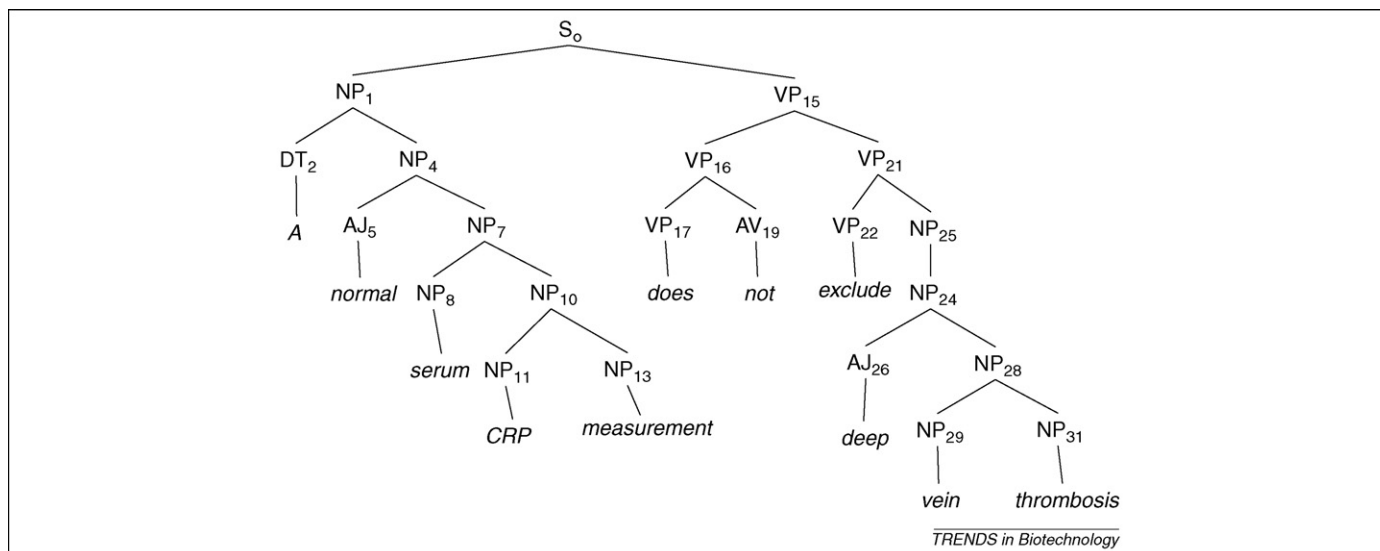 S₀
NP₁ VP₁₅
DT₂ NP₄ VP₁₆ VP₂₁
A AJ₅ NP₇ VP₁₇ AV₁₉ VP₂₂ NP₂₅
normal NP₈ NP₁₀ does not exclude NP₂₄
serum NP₁₁ NP₁₃ AJ₂₆ NP₂₈
CRP measurement deep NP₂₉ NP₃₁
vein thrombosis
TRENDS in Biotechnology